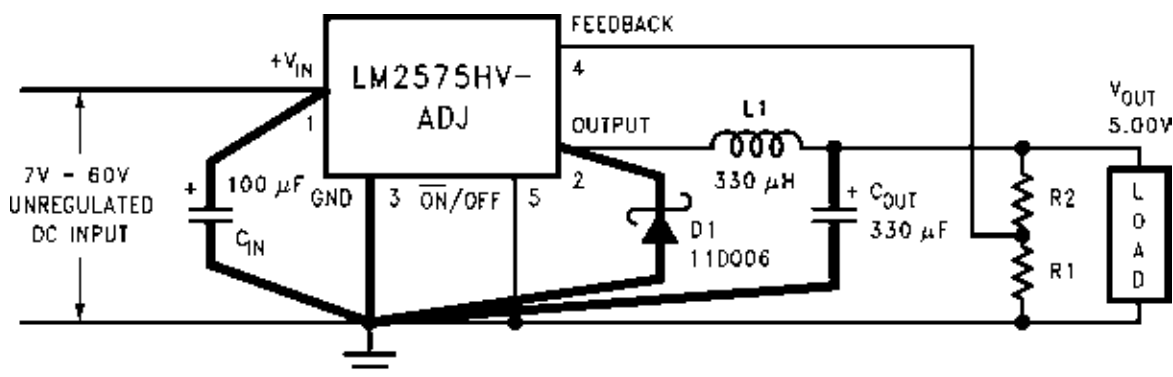 FEEDBACK
+VIN
LM2575HV-
ADJ
4
1
OUTPUT
L1
VOUT
5.00V
7V - 60V
UNREGULATED
DC INPUT
+
100 μF
CIN
GND
3
ON/OFF
5
2
330 μH
D1
11DQ06
+
COUT
330 μF
R2
R1
LOAD